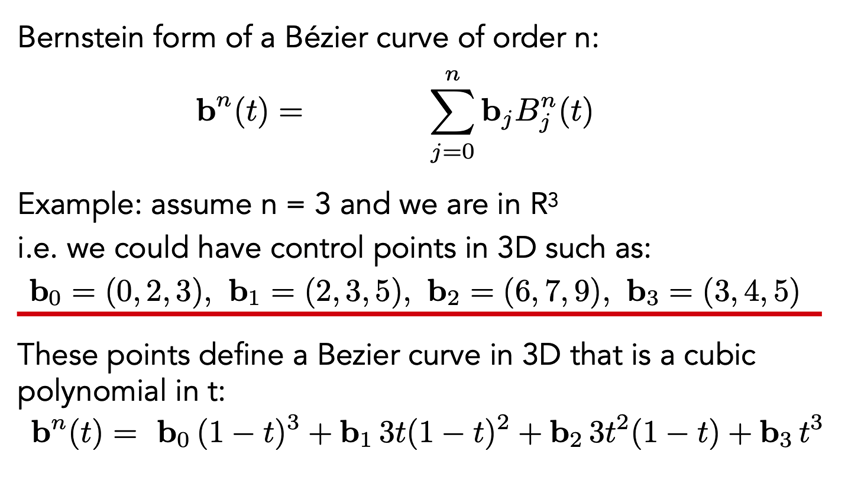 Bernstein form of a Bézier curve of order n:
𝐛ⁿ(t) = ∑_{j=0}^{n} 𝐛ⱼBⱼⁿ(t)
Example: assume n = 3 and we are in R³
i.e. we could have control points in 3D such as:
𝐛₀ = (0, 2, 3), 𝐛₁ = (2, 3, 5), 𝐛₂ = (6, 7, 9), 𝐛₃ = (3, 4, 5)
These points define a Bezier curve in 3D that is a cubic
polynomial in t:
𝐛ⁿ(t) = 𝐛₀ (1 − t)³ + 𝐛₁ 3t(1 − t)² + 𝐛₂ 3t²(1 − t) + 𝐛₃ t³